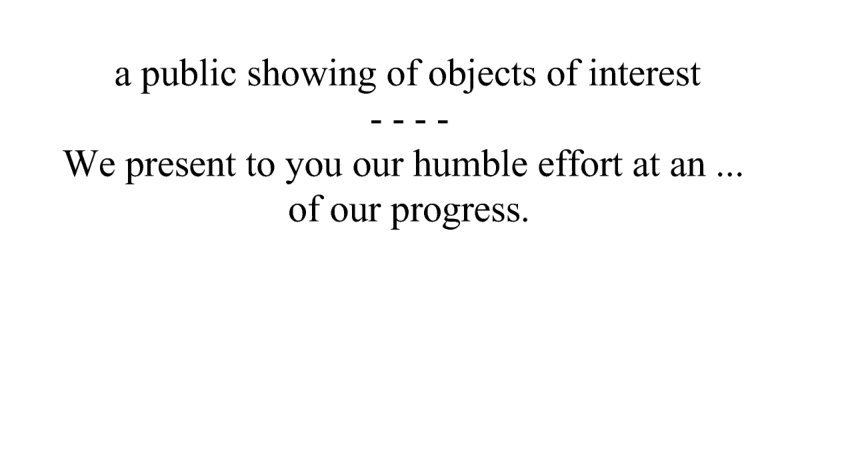 a public showing of objects of interest
- - - -
We present to you our humble effort at an ...
of our progress.